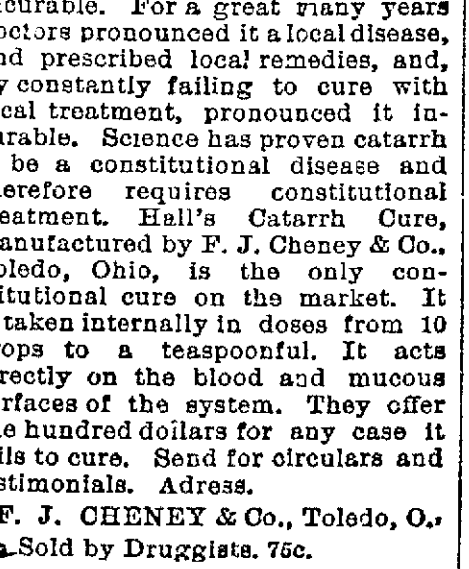 curable. For a great many years
doctors pronounced it a local disease,
and prescribed local remedies, and,
by constantly failing to cure with
local treatment, pronounced it in-
curable. Science has proven catarrh
to be a constitutional disease and
therefore requires constitutional
treatment. Hall's Catarrh Cure,
manufactured by F. J. Cheney & Co.,
Toledo, Ohio, is the only con-
stitutional cure on the market. It
is taken internally in doses from 10
drops to a teaspoonful. It acts
directly on the blood and mucous
surfaces of the system. They offer
one hundred dollars for any case it
fails to cure. Send for circulars and
testimonials. Adress.
F. J. CHENEY & Co., Toledo, O.,
Sold by Druggists. 75c.